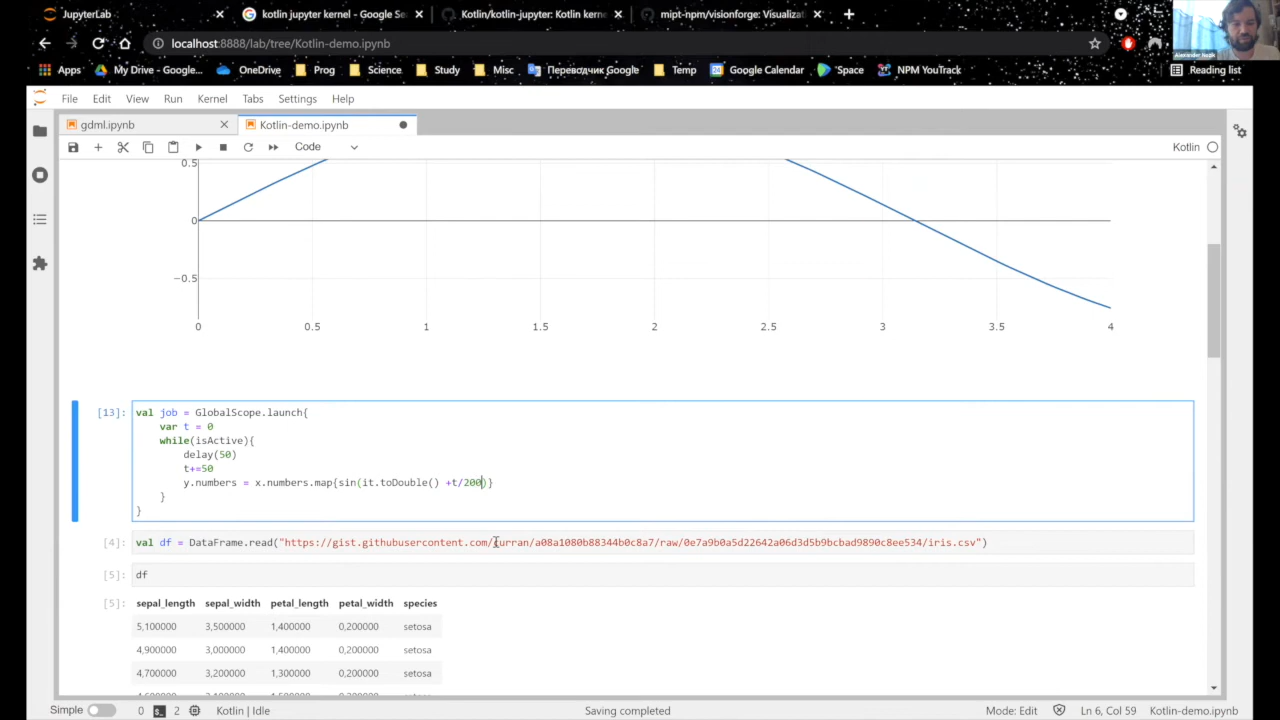 JupyterLab
kotlin jupyter kernel - Google Se
Kotlin/kotlin-jupyter: Kotlin kern
mipt-npm/visionforge: Visualizat
localhost:8888/lab/tree/Kotlin-demo.ipynb
Apps
My Drive - Google...
OneDrive
Prog
Science
Study
Misc
Переводчик Google
Temp
Google Calendar
Space
NPM YouTrack
Reading list
File Edit View Run Kernel Tabs Settings Help
gdml.ipynb
Kotlin-demo.ipynb
Code
Kotlin
0.5
0
−0.5
0 0.5 1 1.5 2 2.5 3 3.5 4
[13]: val job = GlobalScope.launch{
var t = 0
while(isActive){
delay(50)
t+=50
y.numbers = x.numbers.map{sin(it.toDouble() +t/200)}
}
}
[4]: val df = DataFrame.read("https://gist.githubusercontent.com/curran/a08a1080b88344b0c8a7/raw/0e7a9b0a5d22642a06d3d5b9bcbad9890c8ee534/iris.csv")
[5]: df
[5]: sepal_length sepal_width petal_length petal_width species
5,100000 3,500000 1,400000 0,200000 setosa
4,900000 3,000000 1,400000 0,200000 setosa
4,700000 3,200000 1,300000 0,200000 setosa
Simple 0 2 Kotlin | Idle Saving completed Mode: Edit Ln 6, Col 59 Kotlin-demo.ipynb